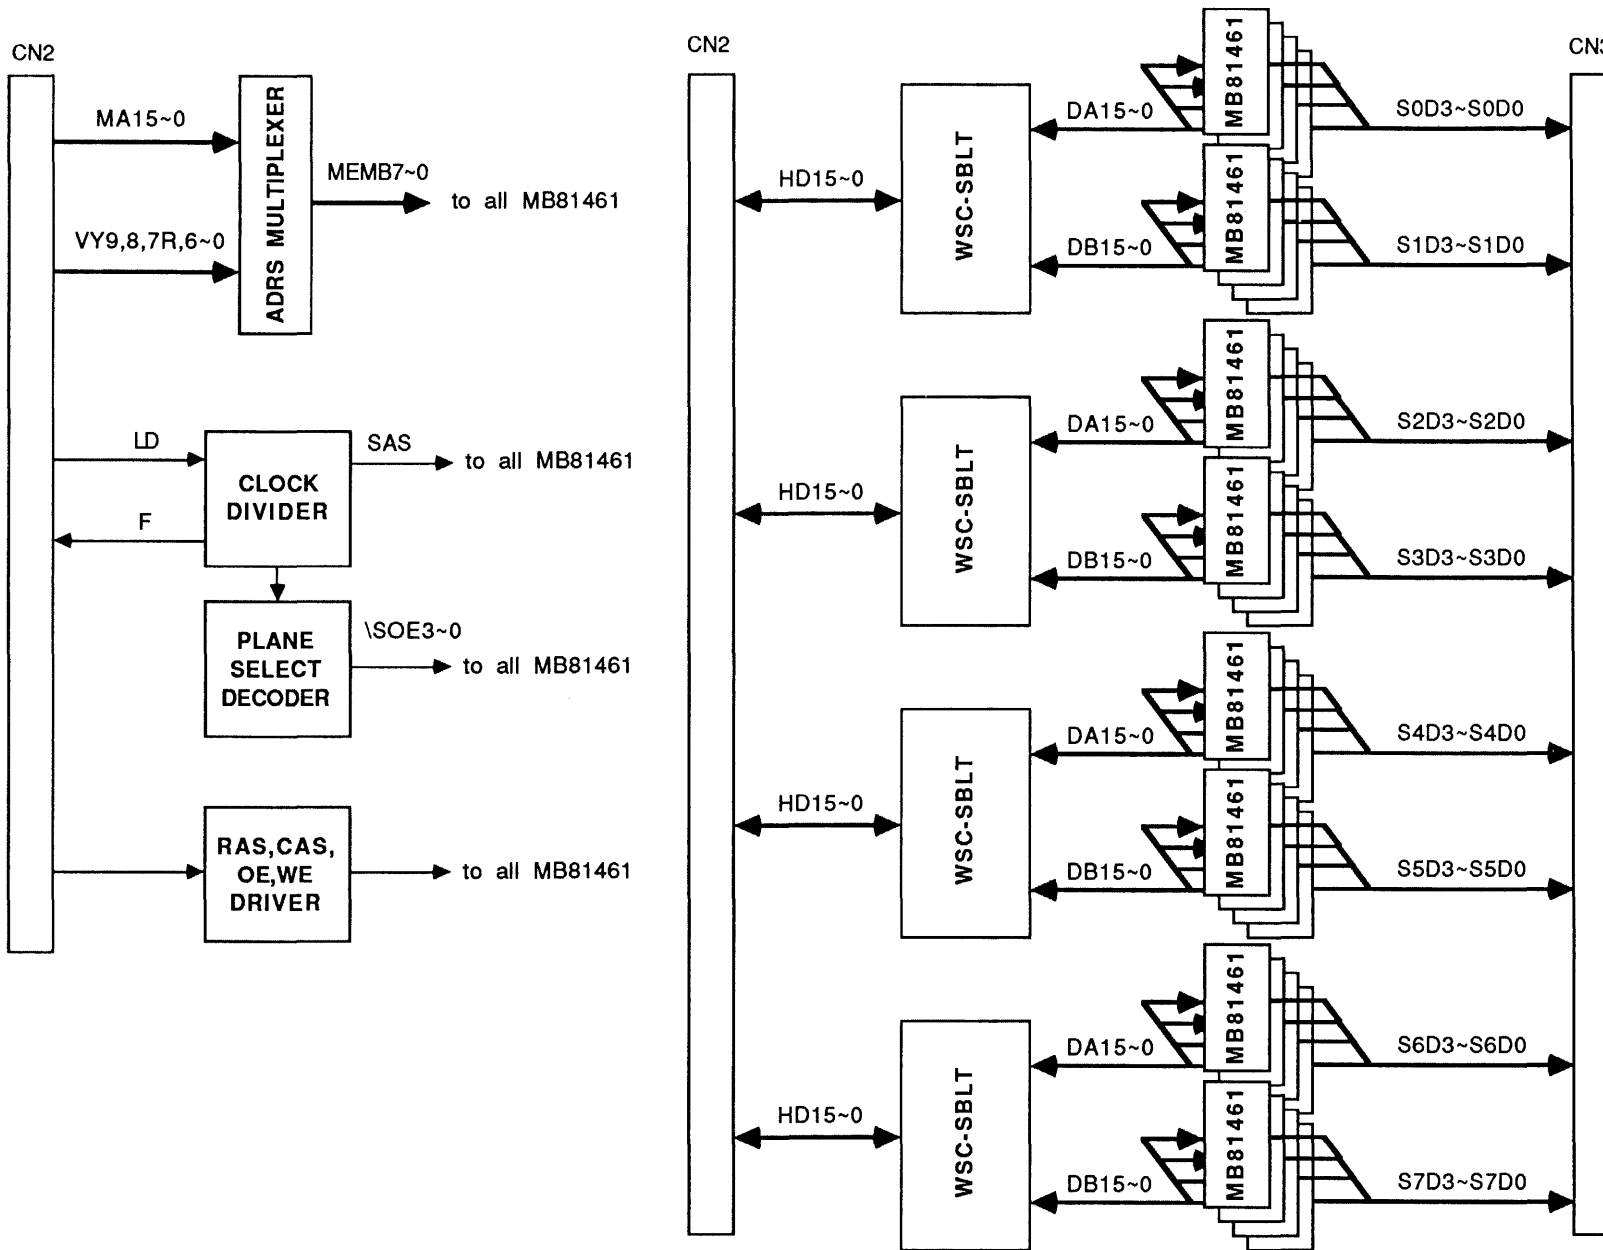 CN2
MA15~0
VY9,8,7R,6~0
ADRS MULTIPLEXER
MEMB7~0
to all MB81461
LD
F
CLOCK
DIVIDER
SAS
to all MB81461
PLANE
SELECT
DECODER
\SOE3~0
to all MB81461
RAS,CAS,
OE,WE
DRIVER
to all MB81461
CN2
CN3
HD15~0
WSC-SBLT
DA15~0
MB81461
S0D3~S0D0
DB15~0
MB81461
S1D3~S1D0
HD15~0
WSC-SBLT
DA15~0
MB81461
S2D3~S2D0
DB15~0
MB81461
S3D3~S3D0
HD15~0
WSC-SBLT
DA15~0
MB81461
S4D3~S4D0
DB15~0
MB81461
S5D3~S5D0
HD15~0
WSC-SBLT
DA15~0
MB81461
S6D3~S6D0
DB15~0
MB81461
S7D3~S7D0